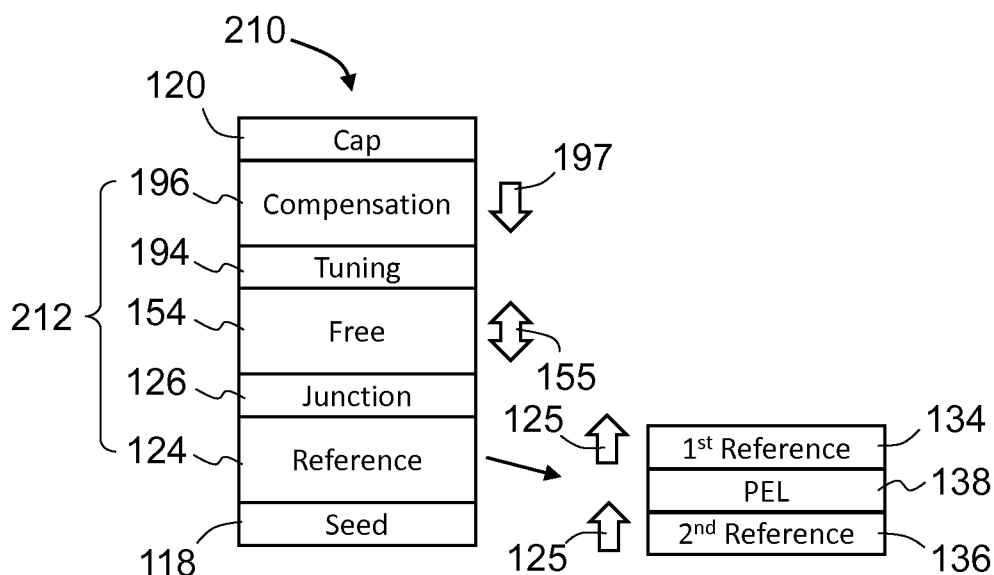 210
120
Cap
197
196
Compensation
194
Tuning
212
154
Free
155
126
Junction
125
134
1st Reference
124
Reference
PEL
138
118
Seed
125
2nd Reference
136